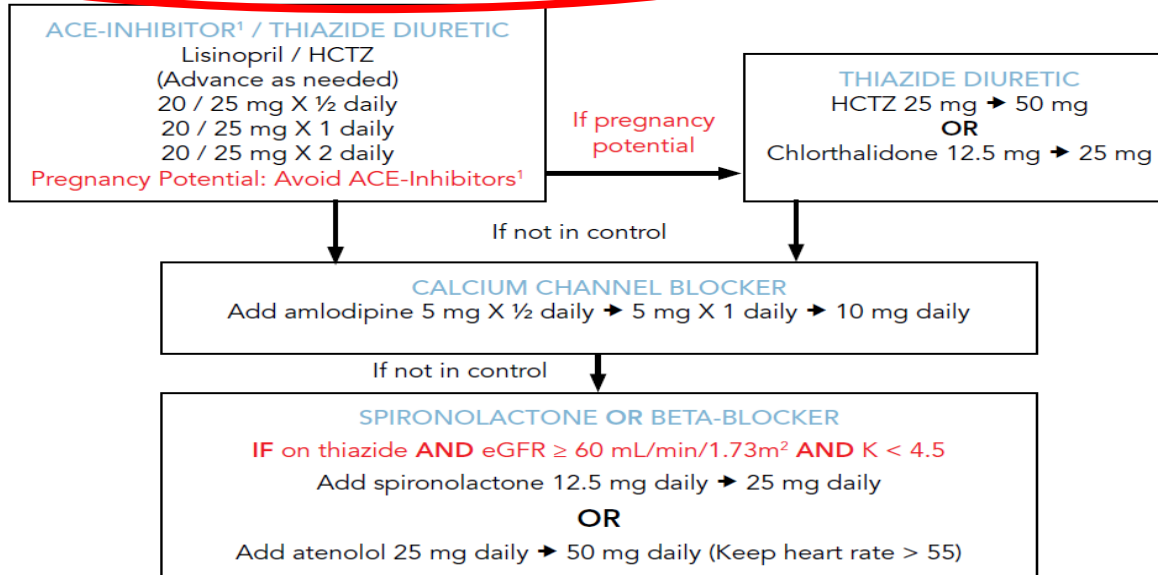 ACE-INHIBITOR¹ / THIAZIDE DIURETIC
Lisinopril / HCTZ
(Advance as needed)
20 / 25 mg X ½ daily
20 / 25 mg X 1 daily
20 / 25 mg X 2 daily
Pregnancy Potential: Avoid ACE-Inhibitors¹
If pregnancy
potential
THIAZIDE DIURETIC
HCTZ 25 mg ➔ 50 mg
OR
Chlorthalidone 12.5 mg ➔ 25 mg
If not in control
CALCIUM CHANNEL BLOCKER
Add amlodipine 5 mg X ½ daily ➔ 5 mg X 1 daily ➔ 10 mg daily
If not in control
SPIRONOLACTONE OR BETA-BLOCKER
IF on thiazide AND eGFR ≥ 60 mL/min/1.73m² AND K < 4.5
Add spironolactone 12.5 mg daily ➔ 25 mg daily
OR
Add atenolol 25 mg daily ➔ 50 mg daily (Keep heart rate > 55)